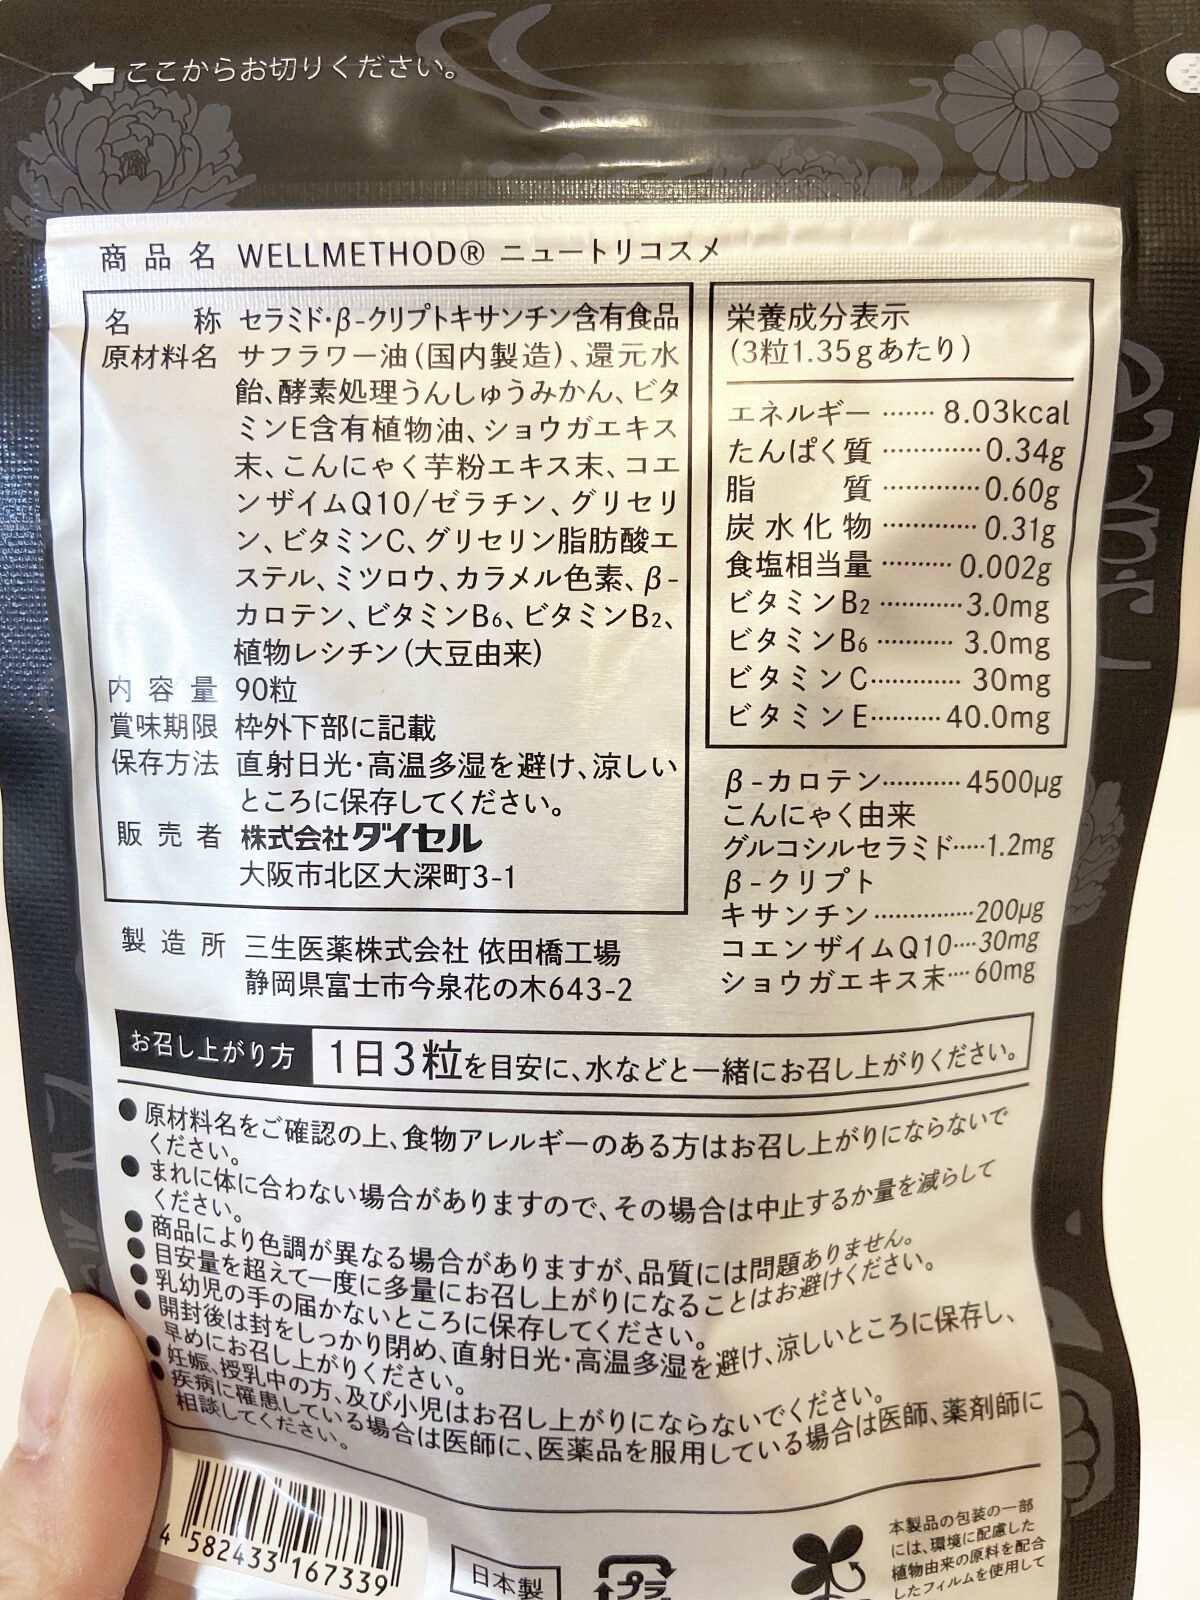 ここからお切りください。
商品名 WELLMETHOD® ニュートリコスメ
名称 セラミド・β-クリプトキサンチン含有食品
原材料名 サフラワー油(国内製造)、還元水
飴、酵素処理うんしゅうみかん、ビタ
ミンE含有植物油、ショウガエキス
末、こんにゃく芋粉エキス末、コエ
ンザイムQ10/ゼラチン、グリセリ
ン、ビタミンC、グリセリン脂肪酸エ
ステル、ミツロウ、カラメル色素、β-
カロテン、ビタミンB6、ビタミンB2、
植物レシチン(大豆由来)
内容量 90粒
賞味期限 枠外下部に記載
保存方法 直射日光・高温多湿を避け、涼しい
ところに保存してください。
販売者 株式会社ダイセル
大阪市北区大深町3-1
製造所 三生医薬株式会社 依田橋工場
静岡県富士市今泉花の木643-2
栄養成分表示
(3粒1.35gあたり)
エネルギー ······· 8.03kcal
たんぱく質 ·············0.34g
脂質 ·············0.60g
炭水化物 ············· 0.31g
食塩相当量 ·········· 0.002g
ビタミンB2 ············3.0mg
ビタミンB6 ··········· 3.0mg
ビタミンC············· 30mg
ビタミンE··········40.0mg
β-カロテン··········· 4500μg
こんにゃく由来
グルコシルセラミド·····1.2mg
β-クリプト
キサンチン ···············200μg
コエンザイムQ10····30mg
ショウガエキス末····60mg
お召し上がり方 1日3粒を目安に、水などと一緒にお召し上がりください。
●原材料名をご確認の上、食物アレルギーのある方はお召し上がりにならないで
ください。
●まれに体に合わない場合がありますので、その場合は中止するか量を減らして
ください。
●商品により色調が異なる場合がありますが、品質には問題ありません。
●目安量を超えて一度に多量にお召し上がりになることはお避けください。
●乳幼児の手の届かないところに保存してください。
●開封後は封をしっかり閉め、直射日光・高温多湿を避け、涼しいところに保存し、
早めにお召し上がりください。
●妊娠、授乳中の方、及び小児はお召し上がりにならないでください。
●疾病に罹患している場合は医師に、医薬品を服用している場合は医師、薬剤師に
相談してください。
4 582433 167339
日本製
プラ
本製品の包装の一部
には、環境に配慮した
植物由来の原料を配合
したフィルムを使用して